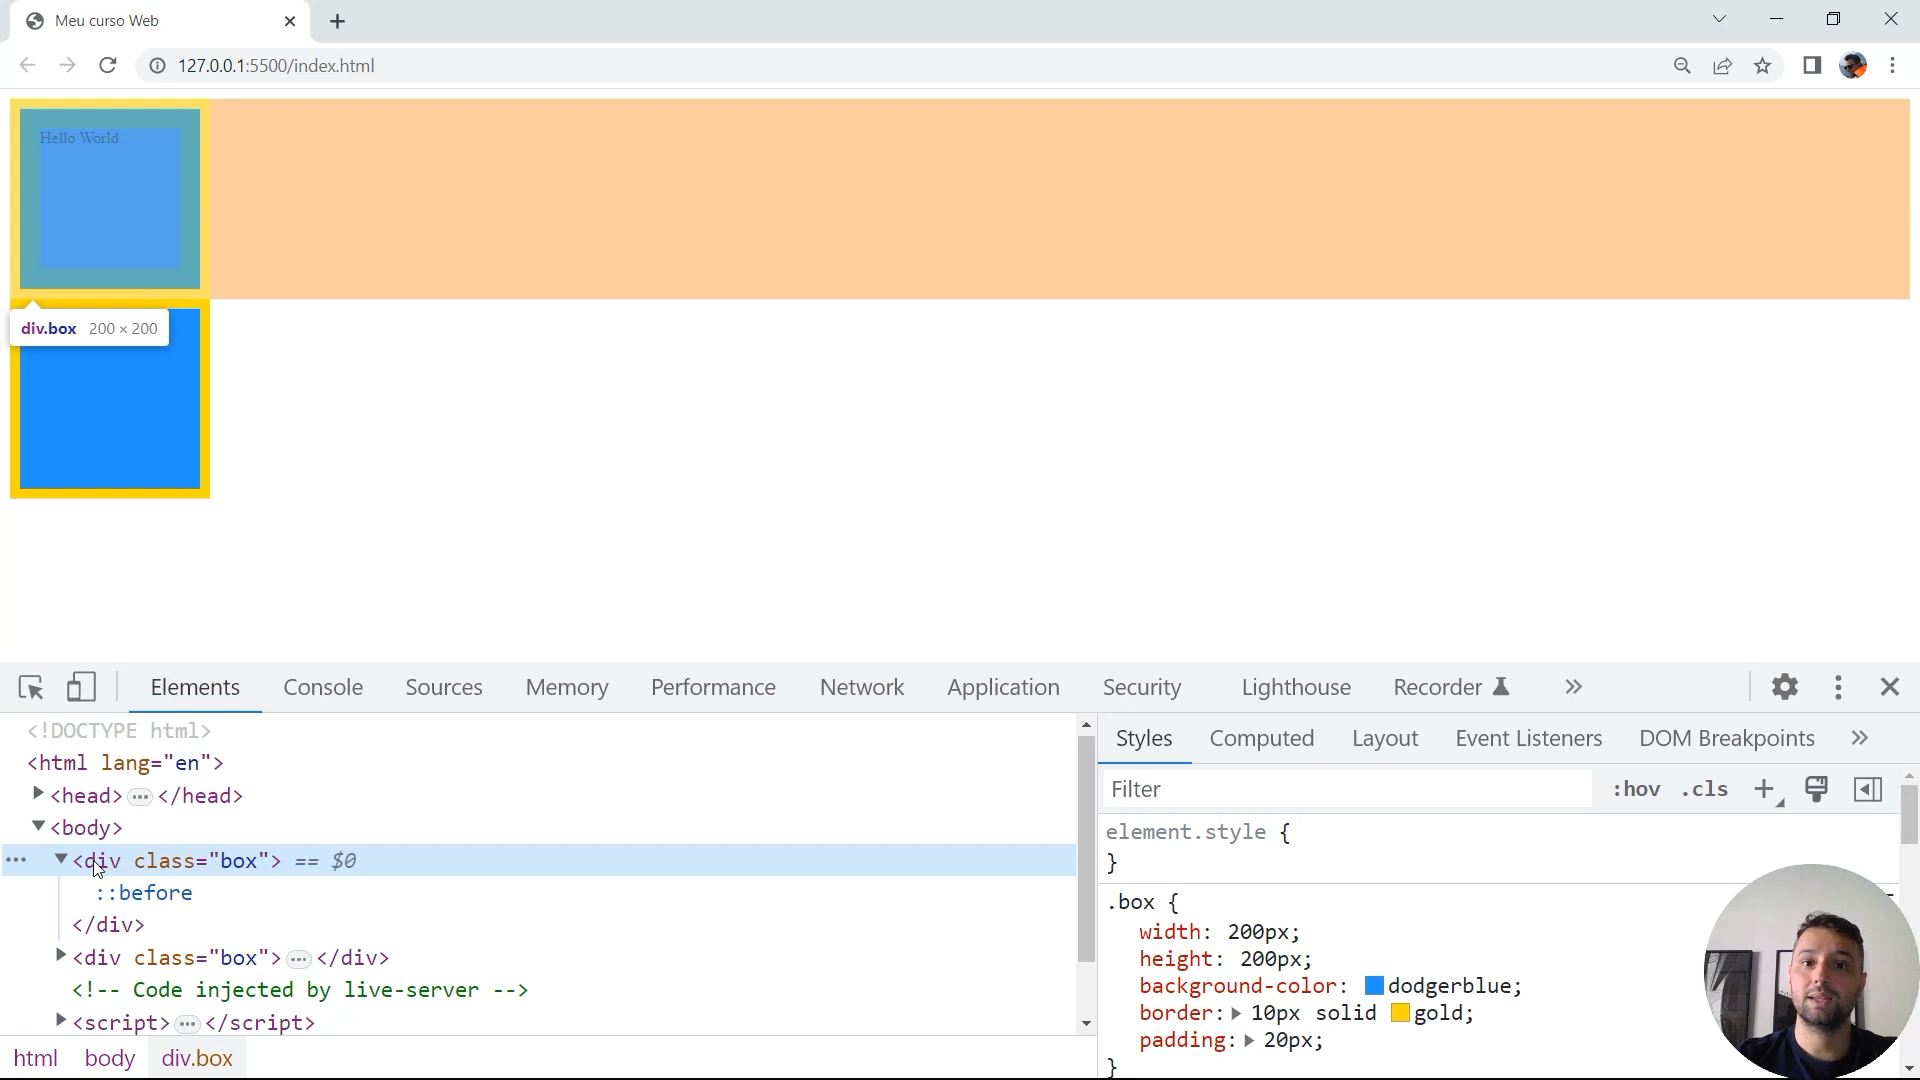 Meu curso Web
127.0.0.1:5500/index.html
Hello World
div.box 200 × 200
Elements Console Sources Memory Performance Network Application Security Lighthouse Recorder
<!DOCTYPE html>
<html lang="en">
<head> ⋯ </head>
<body>
<div class="box"> == $0
::before
</div>
<div class="box"> ⋯ </div>
<!-- Code injected by live-server -->
<script> ⋯ </script>
html body div.box
Styles Computed Layout Event Listeners DOM Breakpoints
Filter :hov .cls
element.style {
}
.box {
width: 200px;
height: 200px;
background-color: dodgerblue;
border: 10px solid gold;
padding: 20px;
}